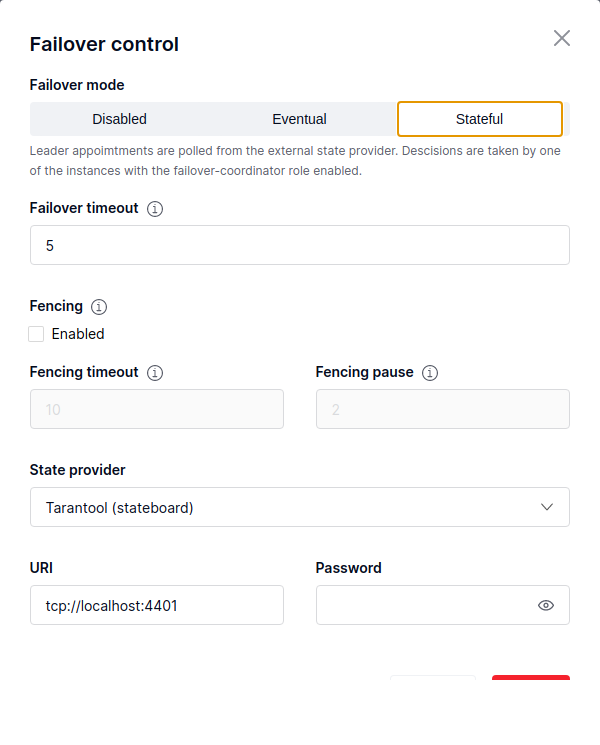 Failover control
Failover mode
Disabled
Eventual
Stateful
Leader appoimtments are polled from the external state provider. Descisions are taken by one
of the instances with the failover-coordinator role enabled.
Failover timeout
5
Fencing
Enabled
Fencing timeout
Fencing pause
10
2
State provider
Tarantool (stateboard)
URI
Password
tcp://localhost:4401